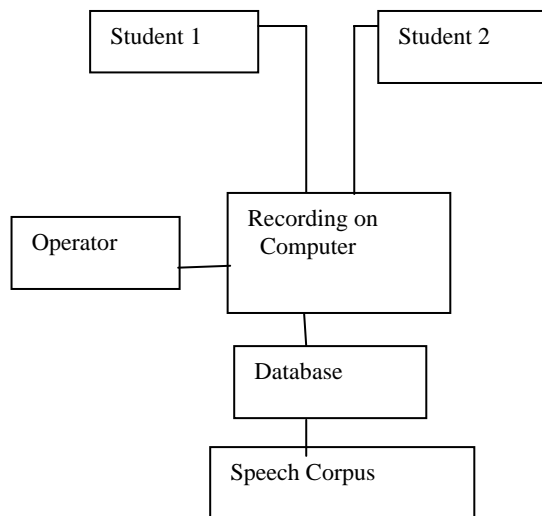 Student 1
Student 2
Recording on
Computer
Operator
Database
Speech Corpus